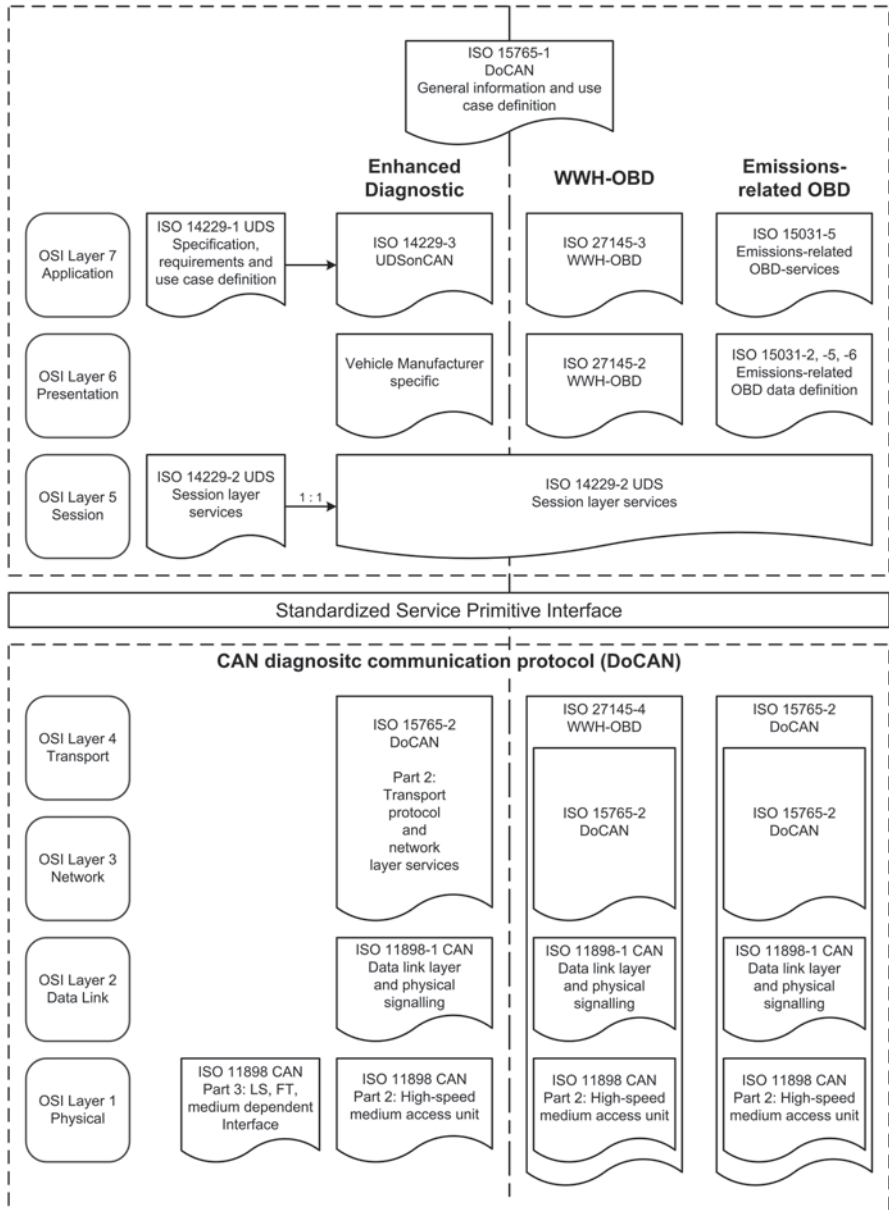 ISO 15765-1
DoCAN
General information and use
case definition
Enhanced
Diagnostic
WWH-OBD
Emissions-
related OBD
OSI Layer 7
Application
ISO 14229-1 UDS
Specification,
requirements and
use case definition
ISO 14229-3
UDSonCAN
ISO 27145-3
WWH-OBD
ISO 15031-5
Emissions-related
OBD-services
OSI Layer 6
Presentation
Vehicle Manufacturer
specific
ISO 27145-2
WWH-OBD
ISO 15031-2, -5, -6
Emissions-related
OBD data definition
OSI Layer 5
Session
ISO 14229-2 UDS
Session layer
services
1 : 1
ISO 14229-2 UDS
Session layer services
Standardized Service Primitive Interface
CAN diagnositc communication protocol (DoCAN)
OSI Layer 4
Transport
ISO 15765-2
DoCAN
Part 2:
Transport
protocol
and
network
layer services
ISO 27145-4
WWH-OBD
ISO 15765-2
DoCAN
ISO 15765-2
DoCAN
ISO 15765-2
DoCAN
OSI Layer 3
Network
OSI Layer 2
Data Link
ISO 11898-1 CAN
Data link layer
and physical
signalling
ISO 11898-1 CAN
Data link layer
and physical
signalling
ISO 11898-1 CAN
Data link layer
and physical
signalling
OSI Layer 1
Physical
ISO 11898 CAN
Part 3: LS, FT,
medium dependent
Interface
ISO 11898 CAN
Part 2: High-speed
medium access unit
ISO 11898 CAN
Part 2: High-speed
medium access unit
ISO 11898 CAN
Part 2: High-speed
medium access unit